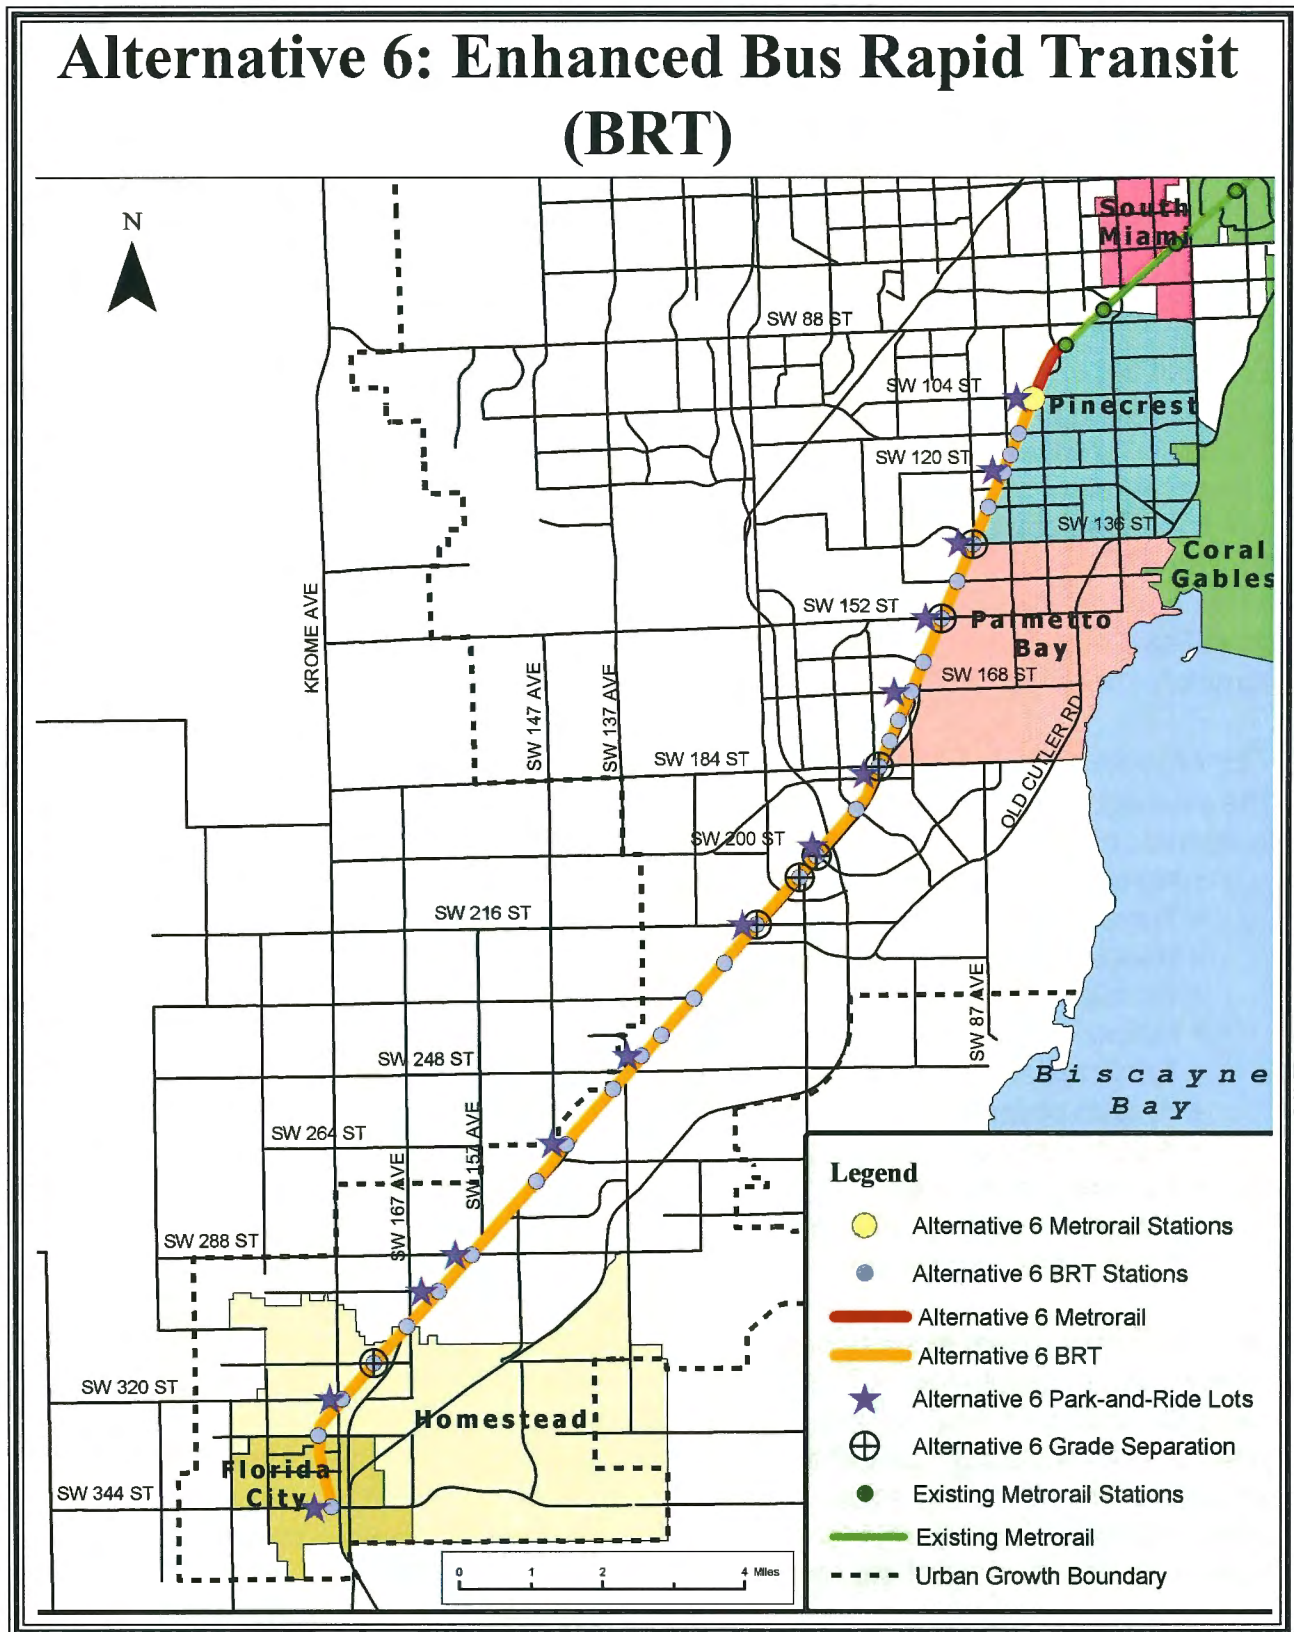 Alternative 6: Enhanced Bus Rapid Transit
(BRT)
N
South
Miami
SW 88 ST
SW 104 ST
Pinecrest
SW 120 ST
SW 136 ST
Coral
Gables
KROME AVE
SW 152 ST
Palmetto
Bay
SW 168 ST
SW 147 AVE
SW 137 AVE
SW 184 ST
OLD CUTLER RD
SW 200 ST
SW 216 ST
SW 87 AVE
SW 248 ST
Biscayne
Bay
SW 264 ST
SW 157 AVE
SW 167 AVE
SW 288 ST
SW 320 ST
Homestead
Florida
City
SW 344 ST
0 1 2 4 Miles
Legend
Alternative 6 Metrorail Stations
Alternative 6 BRT Stations
Alternative 6 Metrorail
Alternative 6 BRT
Alternative 6 Park-and-Ride Lots
Alternative 6 Grade Separation
Existing Metrorail Stations
Existing Metrorail
Urban Growth Boundary